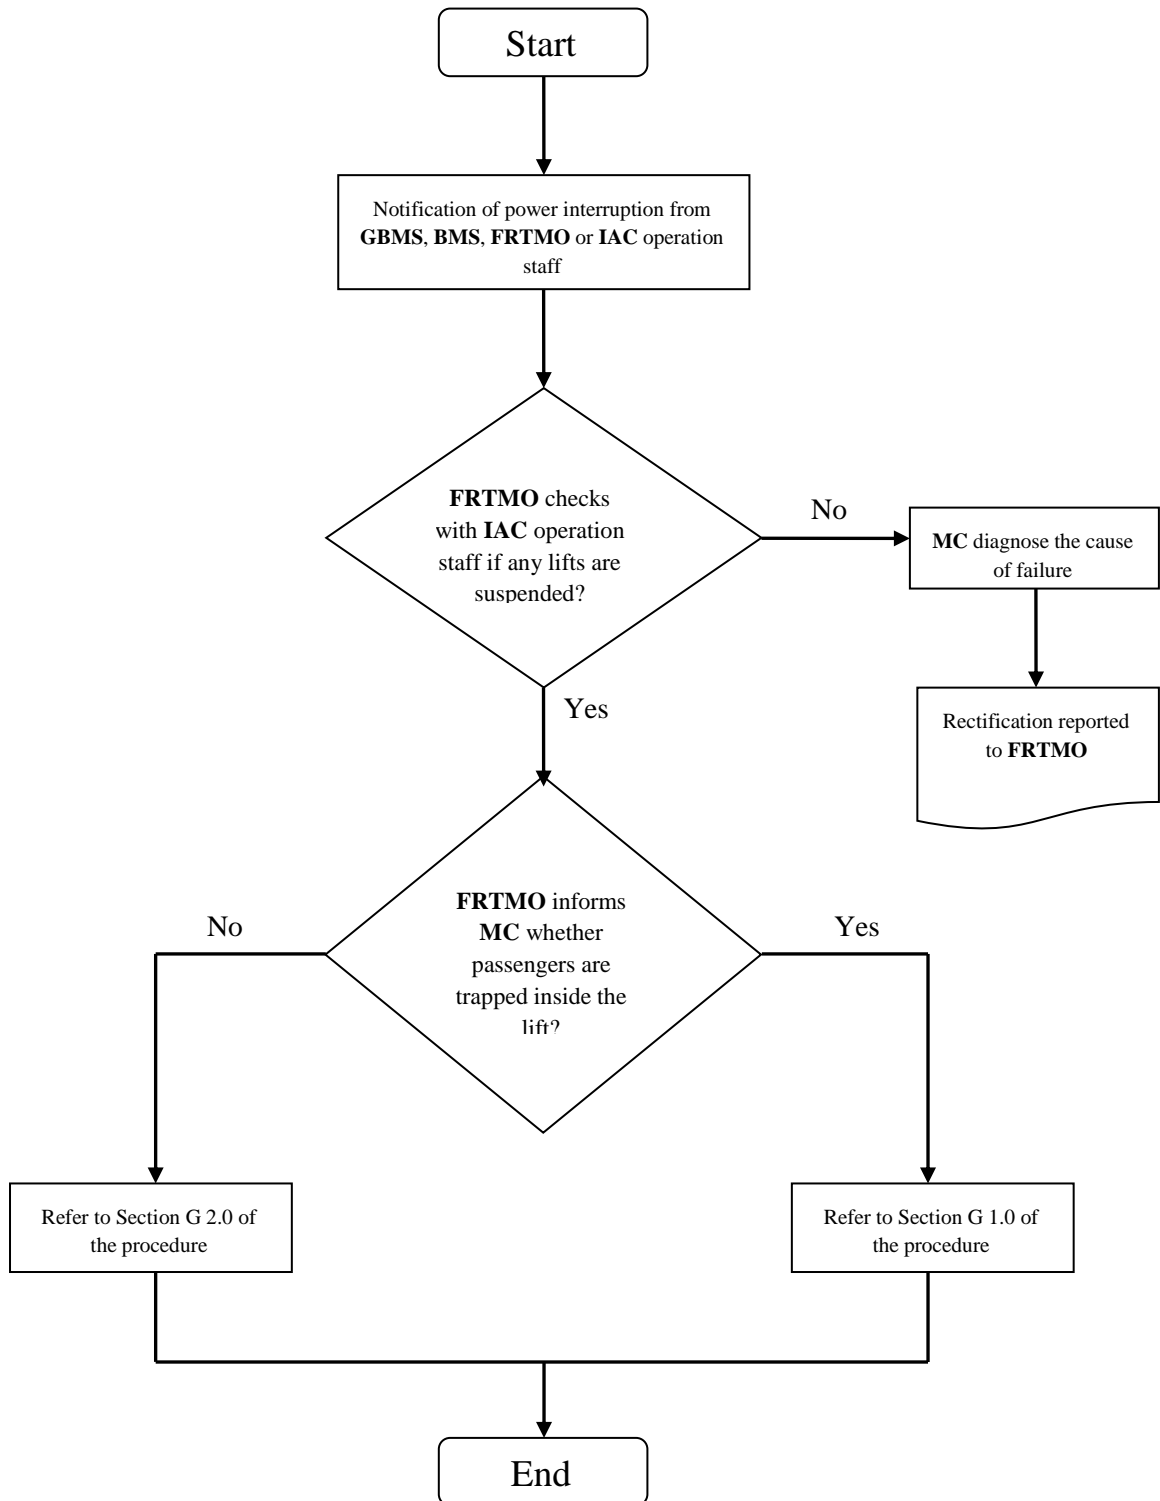 Start
Notification of power interruption from
GBMS, BMS, FRTMO or IAC operation
staff
FRTMO checks
with IAC operation
staff if any lifts are
suspended?
No
MC diagnose the cause
of failure
Rectification reported
to FRTMO
Yes
FRTMO informs
MC whether
passengers are
trapped inside the
lift?
No
Yes
Refer to Section G 2.0 of
the procedure
Refer to Section G 1.0 of
the procedure
End